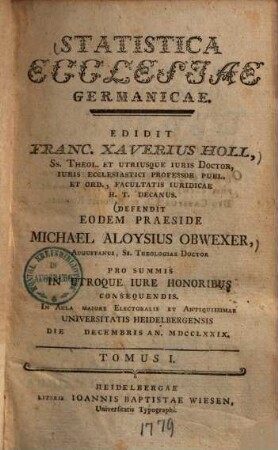 STATISTICA
ECCLESIAE
GERMANICAE.
EDIDIT
FRANC. XAVERIUS HOLL,
SS. THEOL. ET UTRIUSQUE IURIS DOCTOR,
IURIS ECCLESIASTICI PROFESSOR PUBL.
ET ORD., FACULTATIS IURIDICAE
H. T. DECANUS.
DEFENDIT
EODEM PRAESIDE
MICHAEL ALOYSIUS OBWEXER,
AUGUSTANUS, SS. THEOLOGIAE DOCTOR
PRO SUMMIS
IN UTROQUE IURE HONORIBUS
CONSEQUENDIS.
IN AULA MAIORE ELECTORALIS ET ANTIQUISSIMAE
UNIVERSITATIS HEIDELBERGENSIS
DIE DECEMBRIS AN. MDCCLXXIX.
TOMUS I.
HEIDELBERGAE
LITERIS IOANNIS BAPTISTAE WIESEN,
Universitatis Typographi.
1779